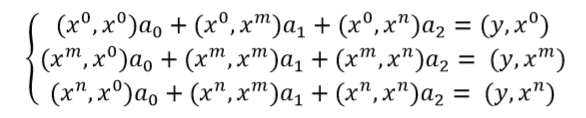 (x⁰, x⁰)a₀ + (x⁰, xᵐ)a₁ + (x⁰, xⁿ)a₂ = (y, x⁰)
(xᵐ, x⁰)a₀ + (xᵐ, xᵐ)a₁ + (xᵐ, xⁿ)a₂ = (y, xᵐ)
(xⁿ, x⁰)a₀ + (xⁿ, xᵐ)a₁ + (xⁿ, xⁿ)a₂ = (y, xⁿ)